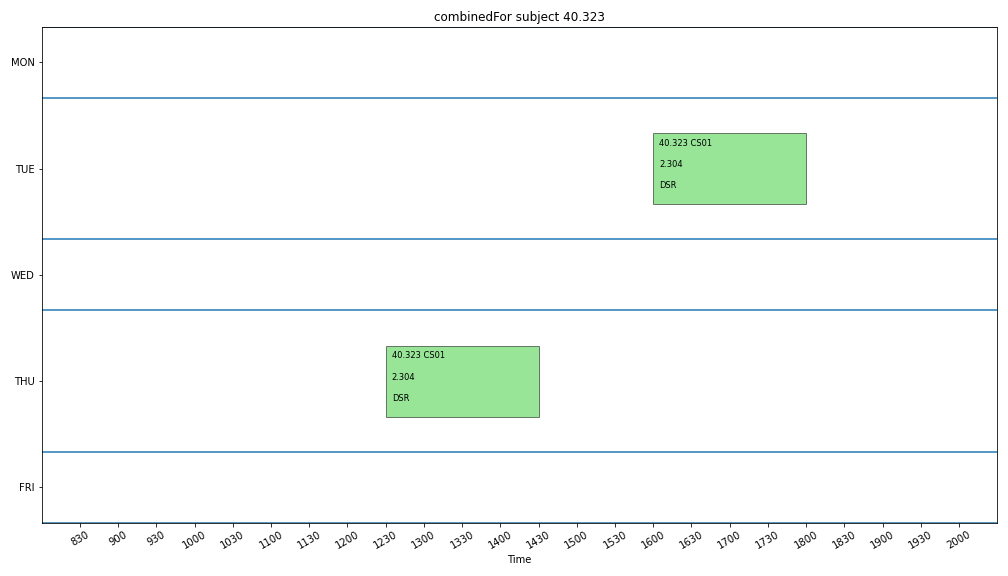 combinedFor subject 40.323
MON
TUE
40.323 CS01
2.304
DSR
WED
THU
40.323 CS01
2.304
DSR
FRI
830 900 930 1000 1030 1100 1130 1200 1230 1300 1330 1400 1430 1500 1530 1600 1630 1700 1730 1800 1830 1900 1930 2000
Time